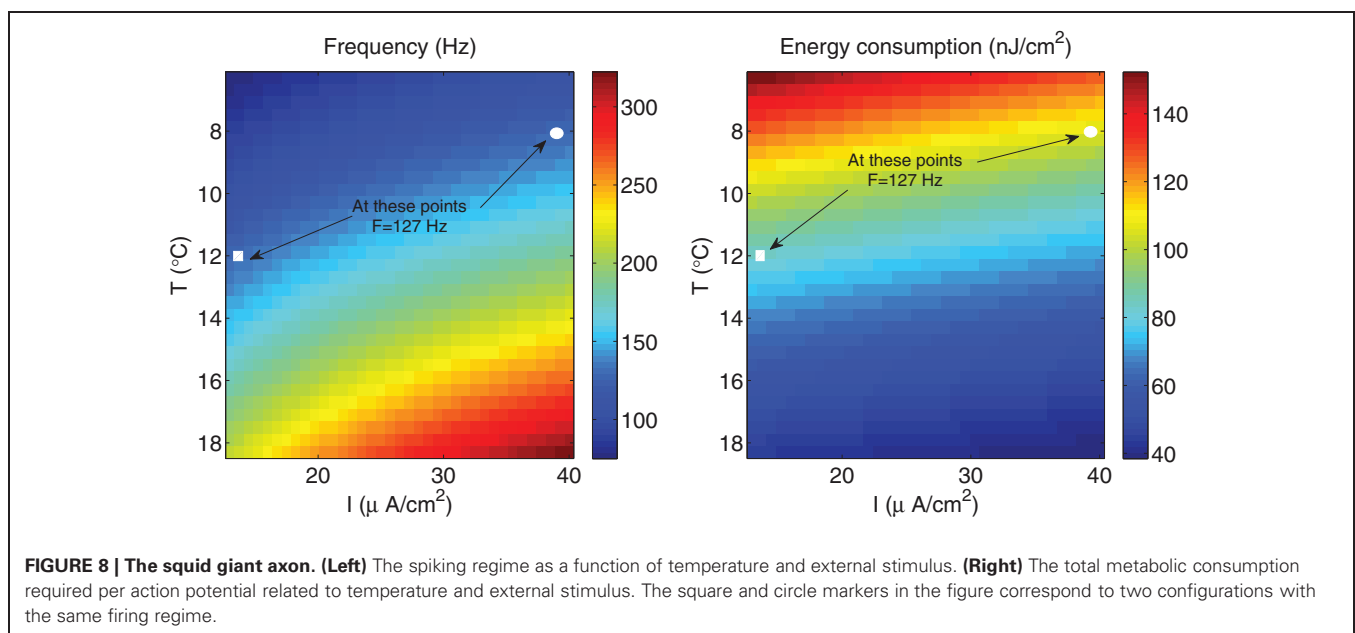 Frequency (Hz)
8
10
12
14
16
18
T (°C)
20
30
40
I (μ A/cm²)
300
250
200
150
100
At these points
F=127 Hz
Energy consumption (nJ/cm²)
8
10
12
14
16
18
T (°C)
20
30
40
I (μ A/cm²)
140
120
100
80
60
40
At these points
F=127 Hz
FIGURE 8 | The squid giant axon. (Left) The spiking regime as a function of temperature and external stimulus. (Right) The total metabolic consumption
required per action potential related to temperature and external stimulus. The square and circle markers in the figure correspond to two configurations with
the same firing regime.